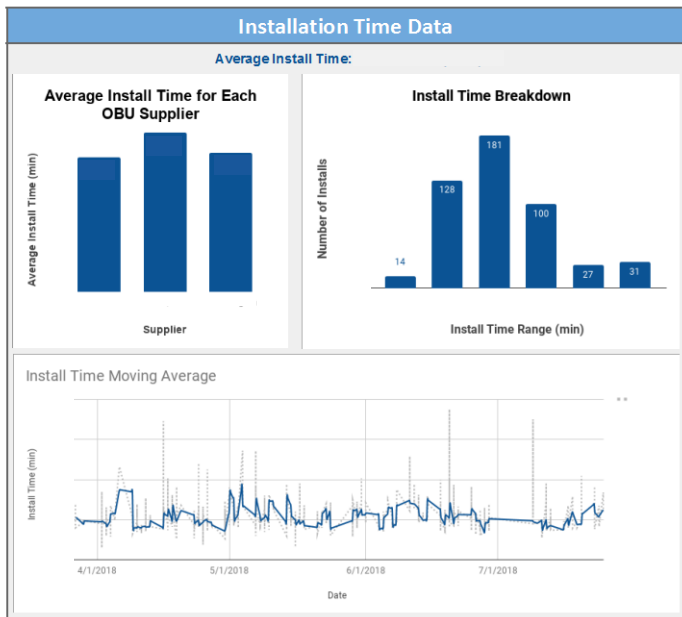 Installation Time Data
Average Install Time:
Average Install Time for Each
OBU Supplier
Average Install Time (min)
Supplier
Install Time Breakdown
Number of Installs
14
128
181
100
27
31
Install Time Range (min)
Install Time Moving Average
Install Time (min)
4/1/2018
5/1/2018
6/1/2018
7/1/2018
Date